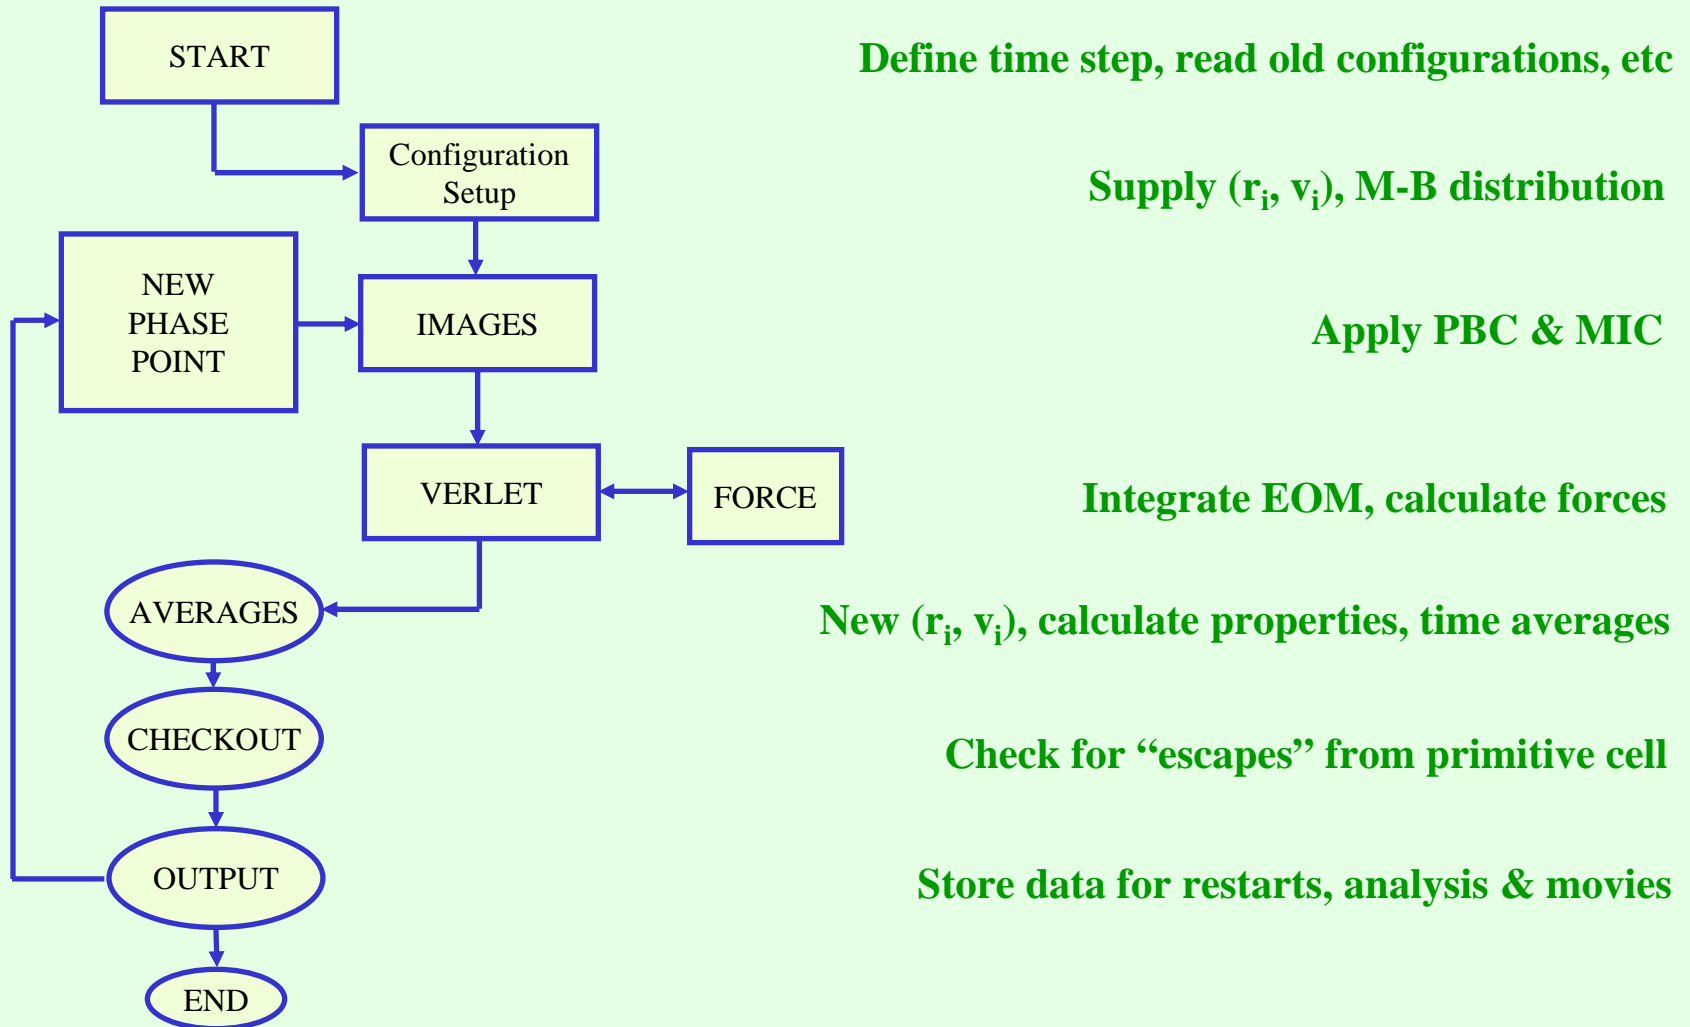 START
Define time step, read old configurations, etc
Configuration
Setup
Supply (ri, vi), M-B distribution
NEW
PHASE
POINT
IMAGES
Apply PBC & MIC
VERLET
FORCE
Integrate EOM, calculate forces
AVERAGES
New (ri, vi), calculate properties, time averages
CHECKOUT
Check for “escapes” from primitive cell
OUTPUT
Store data for restarts, analysis & movies
END